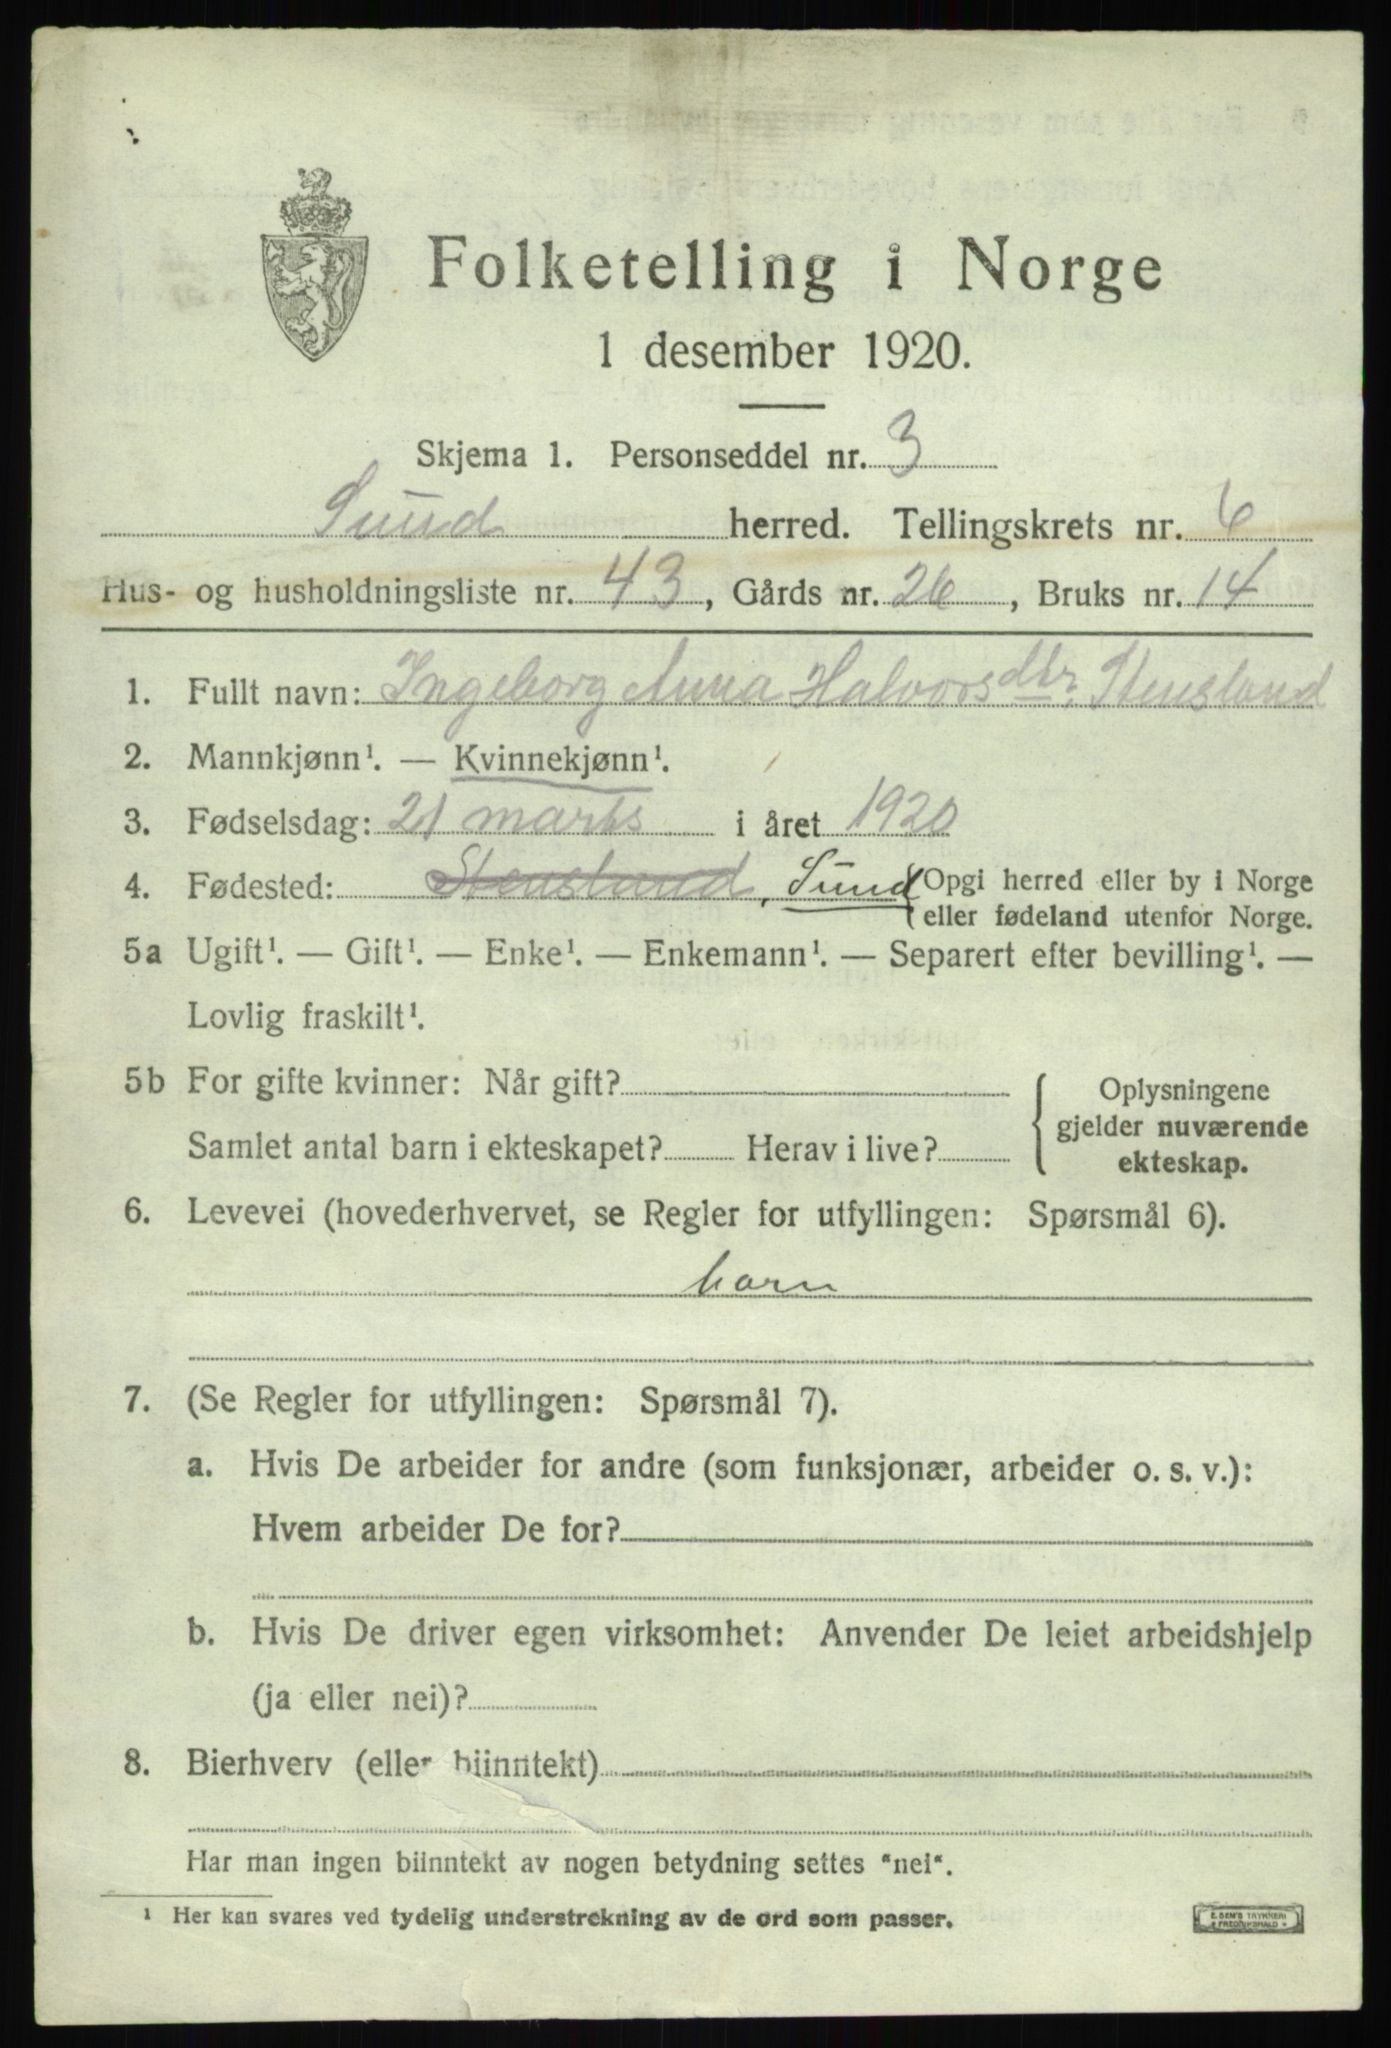 Folketelling i Norge
1 desember 1920.
Skjema 1. Personseddel nr. 3
Sund herred. Tellingskrets nr. 6
Hus- og husholdningsliste nr. 43, Gårds nr. 26, Bruks nr. 14
1. Fullt navn: Ingeborg Anna Halvorsdtr. Stensland
2. Mannkjønn¹. — Kvinnekjønn¹.
3. Fødselsdag: 21 marts i året 1920
4. Fødested: Stensland, Sund { Opgi herred eller by i Norge
eller fødeland utenfor Norge.
5a Ugift¹. — Gift¹. — Enke¹. — Enkemann¹. — Separert efter bevilling¹. —
Lovlig fraskilt¹.
5b For gifte kvinner: Når gift?
Samlet antal barn i ekteskapet? Herav i live?
Oplysningene
gjelder nuværende
ekteskap.
6. Levevei (hovederhvervet, se Regler for utfyllingen: Spørsmål 6).
barn
7. (Se Regler for utfyllingen: Spørsmål 7).
a. Hvis De arbeider for andre (som funksjonær, arbeider o. s. v.):
Hvem arbeider De for?
b. Hvis De driver egen virksomhet: Anvender De leiet arbeidshjelp
(ja eller nei)?
8. Bierhverv (eller biinntekt)
Har man ingen biinntekt av nogen betydning settes "nei".
¹ Her kan svares ved tydelig understrekning av de ord som passer.
E. SEM'S TRYKKERI
FREDRIKSHALD